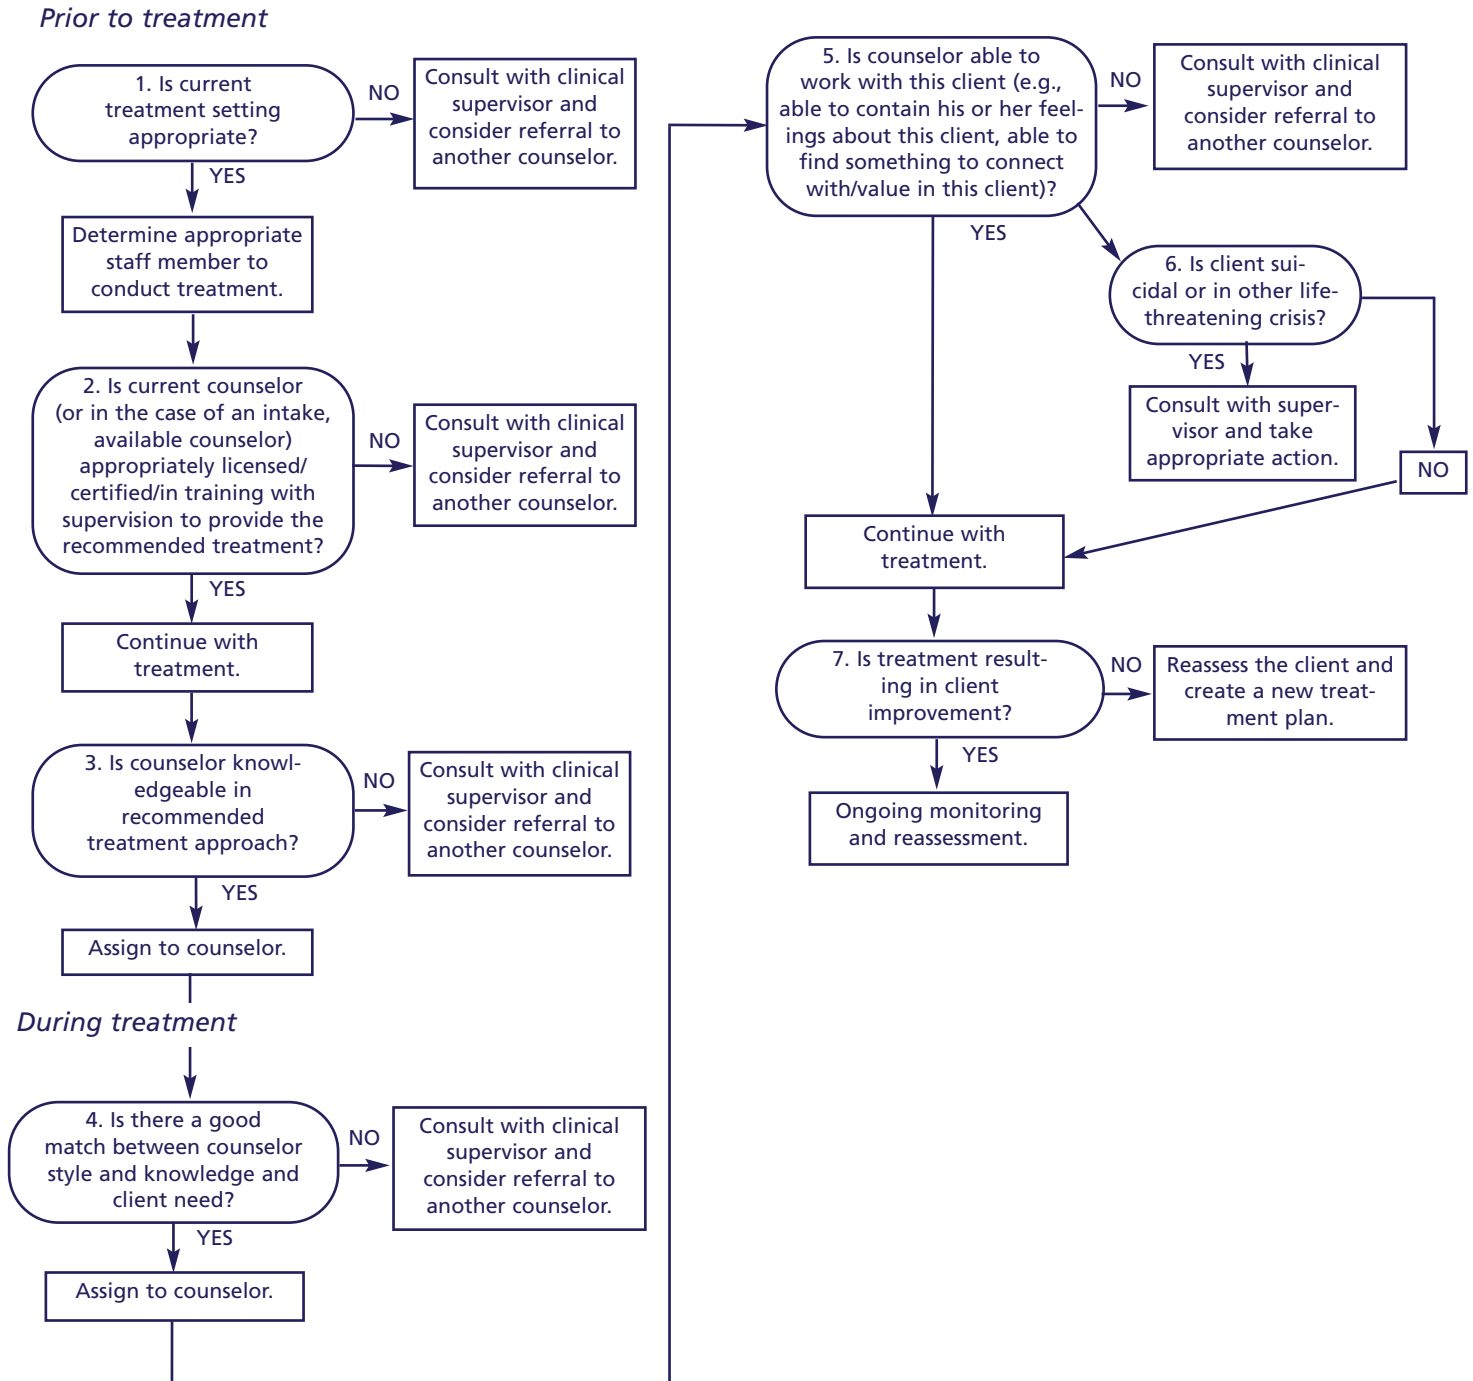 Prior to treatment
1. Is current
treatment setting
appropriate?
NO
Consult with clinical
supervisor and
consider referral to
another counselor.
YES
Determine appropriate
staff member to
conduct treatment.
2. Is current counselor
(or in the case of an intake,
available counselor)
appropriately licensed/
certified/in training with
supervision to provide the
recommended treatment?
NO
Consult with clinical
supervisor and
consider referral to
another counselor.
YES
Continue with
treatment.
3. Is counselor knowl-
edgeable in
recommended
treatment approach?
NO
Consult with clinical
supervisor and
consider referral to
another counselor.
YES
Assign to counselor.
During treatment
4. Is there a good
match between counselor
style and knowledge and
client need?
NO
Consult with clinical
supervisor and
consider referral to
another counselor.
YES
Assign to counselor.
5. Is counselor able to
work with this client (e.g.,
able to contain his or her feel-
ings about this client, able to
find something to connect
with/value in this client)?
NO
Consult with clinical
supervisor and
consider referral to
another counselor.
YES
6. Is client sui-
cidal or in other life-
threatening crisis?
YES
Consult with super-
visor and take
appropriate action.
NO
Continue with
treatment.
7. Is treatment result-
ing in client
improvement?
NO
Reassess the client and
create a new treat-
ment plan.
YES
Ongoing monitoring
and reassessment.